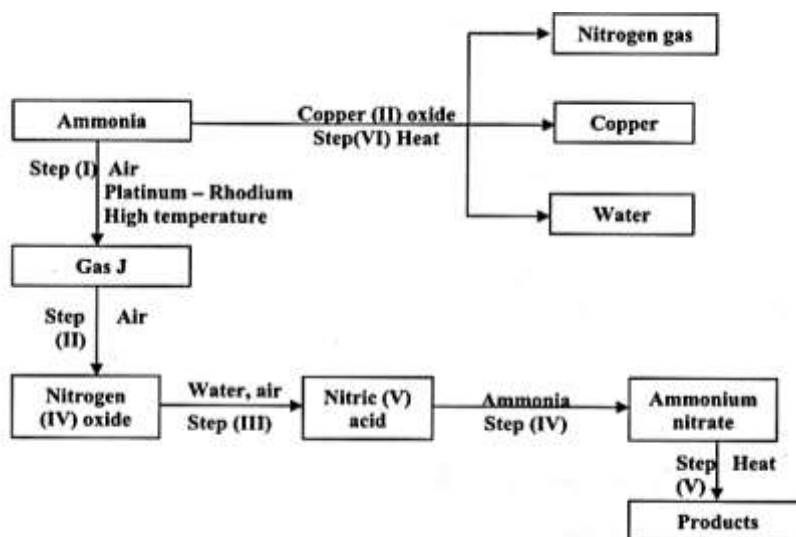 Nitrogen gas
Ammonia
Copper (II) oxide
Step(VI) Heat
Copper
Step (I) Air
Platinum – Rhodium
High temperature
Water
Gas J
Step
(II)
Air
Nitrogen
(IV) oxide
Water, air
Step (III)
Nitric (V)
acid
Ammonia
Step (IV)
Ammonium
nitrate
Step
(V)
Heat
Products